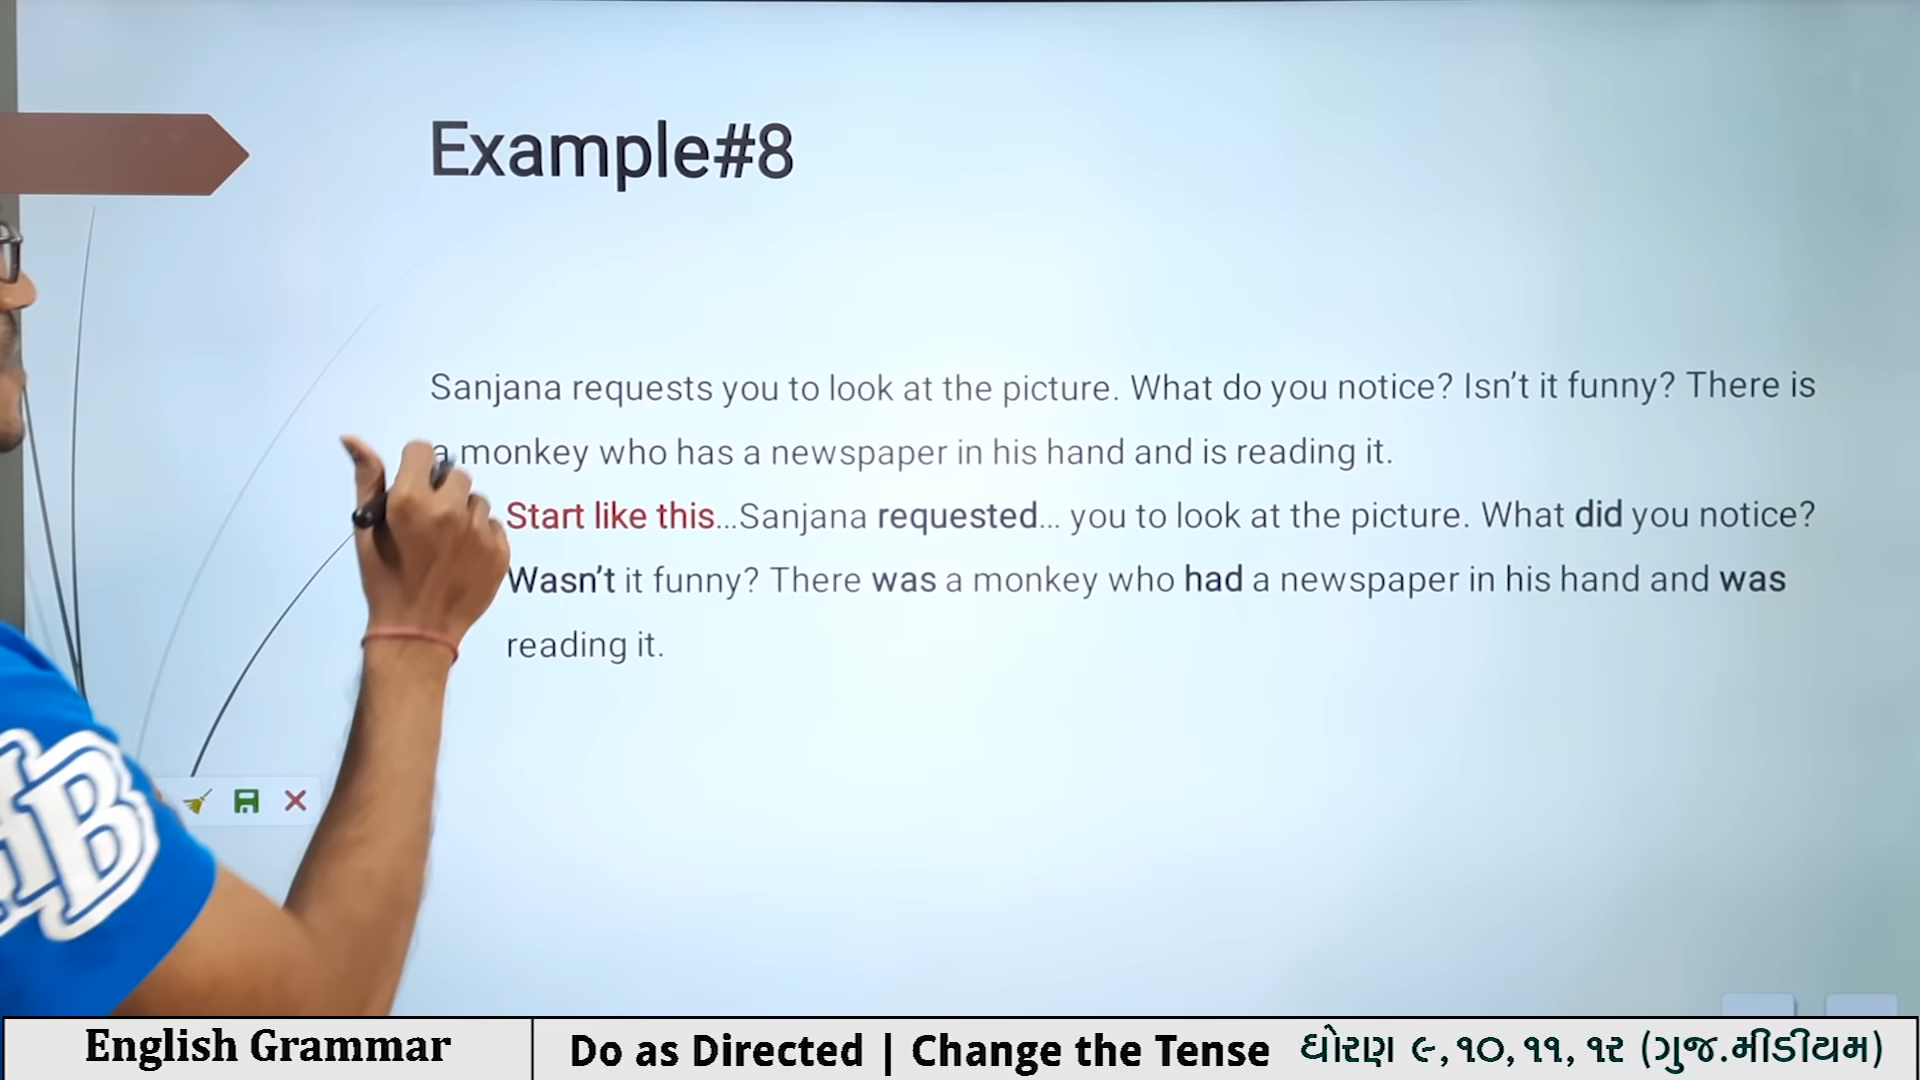 Example#8
Sanjana requests you to look at the picture. What do you notice? Isn't it funny? There is
a monkey who has a newspaper in his hand and is reading it.
Start like this...Sanjana requested... you to look at the picture. What did you notice?
Wasn't it funny? There was a monkey who had a newspaper in his hand and was
reading it.
B
English Grammar
Do as Directed | Change the Tense
ધોરણ ૯, ૧૦, ૧૧, ૧૨ (ગુજ.મીડીયમ)